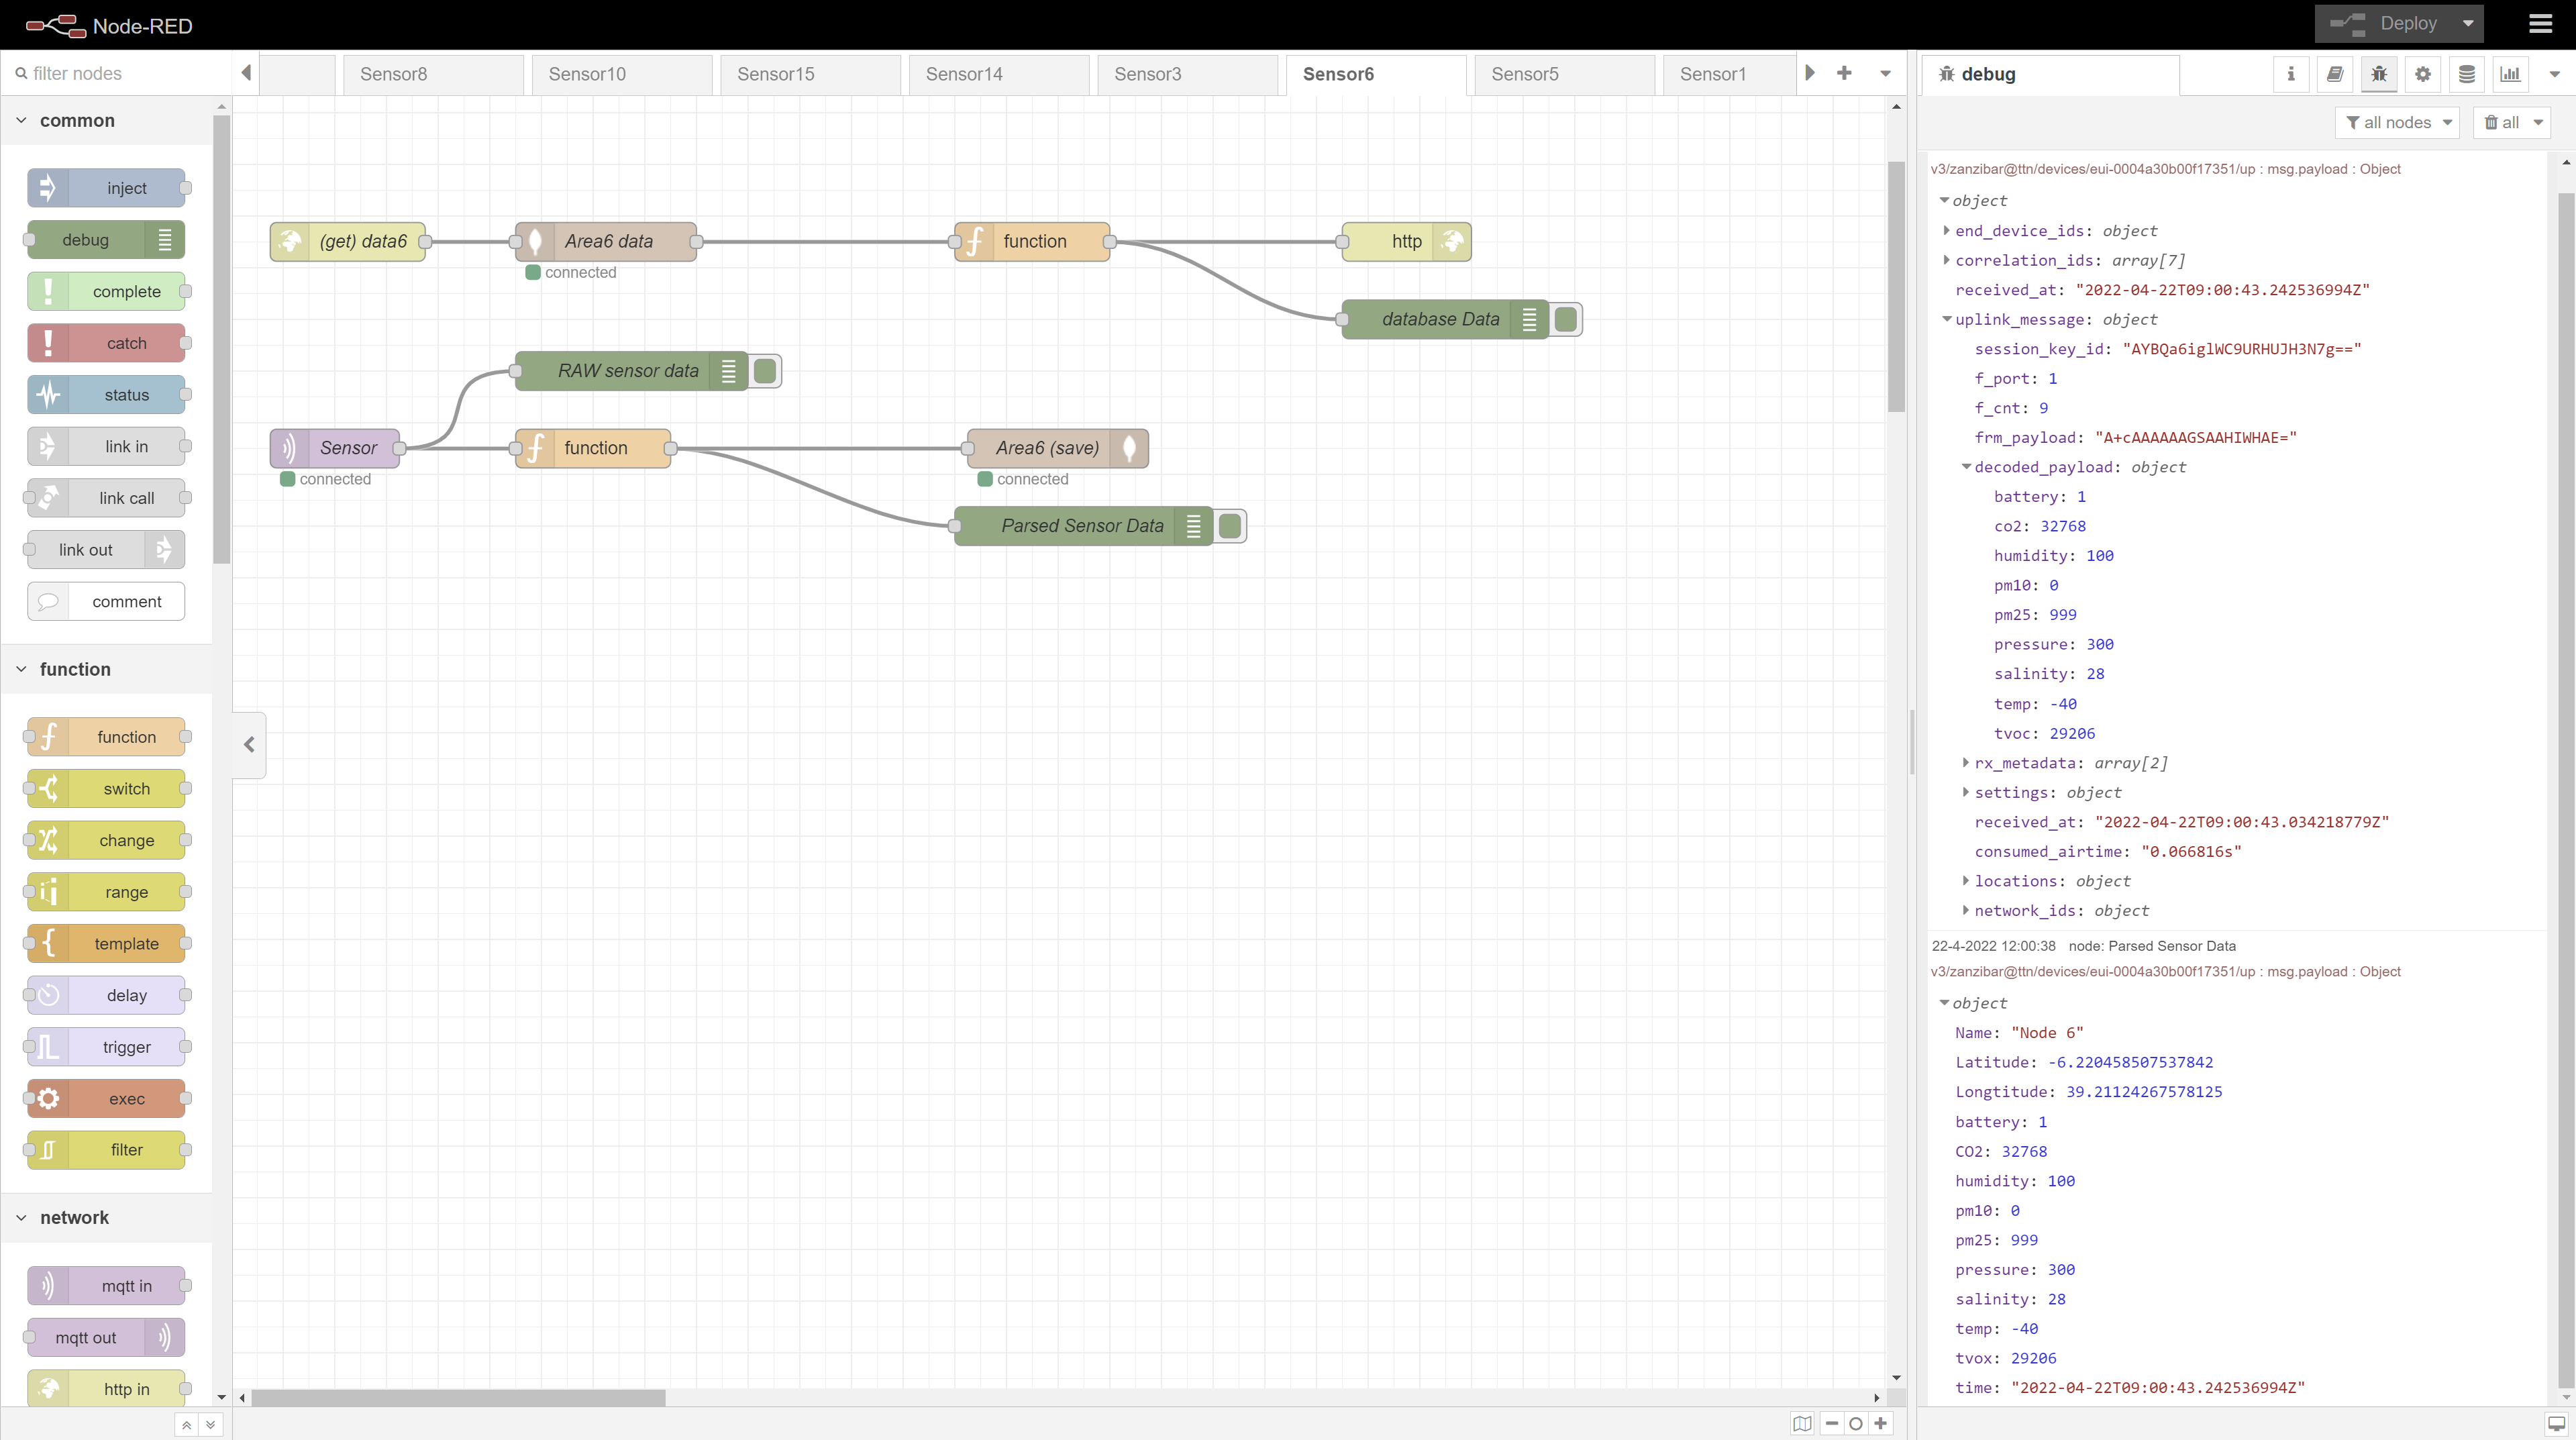 Node-RED
Deploy
filter nodes
Sensor8
Sensor10
Sensor15
Sensor14
Sensor3
Sensor6
Sensor5
Sensor1
common
inject
debug
complete
catch
status
link in
link call
link out
comment
function
function
switch
change
range
template
delay
trigger
exec
filter
network
mqtt in
mqtt out
http in
(get) data6
Area6 data
connected
function
http
database Data
RAW sensor data
Sensor
connected
function
Area6 (save)
connected
Parsed Sensor Data
debug
all nodes
all
v3/zanzibar@ttn/devices/eui-0004a30b00f17351/up : msg.payload : Object
object
end_device_ids: object
correlation_ids: array[7]
received_at: "2022-04-22T09:00:43.242536994Z"
uplink_message: object
session_key_id: "AYBQa6iglWC9URHUJH3N7g=="
f_port: 1
f_cnt: 9
frm_payload: "A+cAAAAAAGSAAHIWHAE="
decoded_payload: object
battery: 1
co2: 32768
humidity: 100
pm10: 0
pm25: 999
pressure: 300
salinity: 28
temp: -40
tvoc: 29206
rx_metadata: array[2]
settings: object
received_at: "2022-04-22T09:00:43.034218779Z"
consumed_airtime: "0.066816s"
locations: object
network_ids: object
22-4-2022 12:00:38 node: Parsed Sensor Data
v3/zanzibar@ttn/devices/eui-0004a30b00f17351/up : msg.payload : Object
object
Name: "Node 6"
Latitude: -6.220458507537842
Longtitude: 39.21124267578125
battery: 1
CO2: 32768
humidity: 100
pm10: 0
pm25: 999
pressure: 300
salinity: 28
temp: -40
tvox: 29206
time: "2022-04-22T09:00:43.242536994Z"